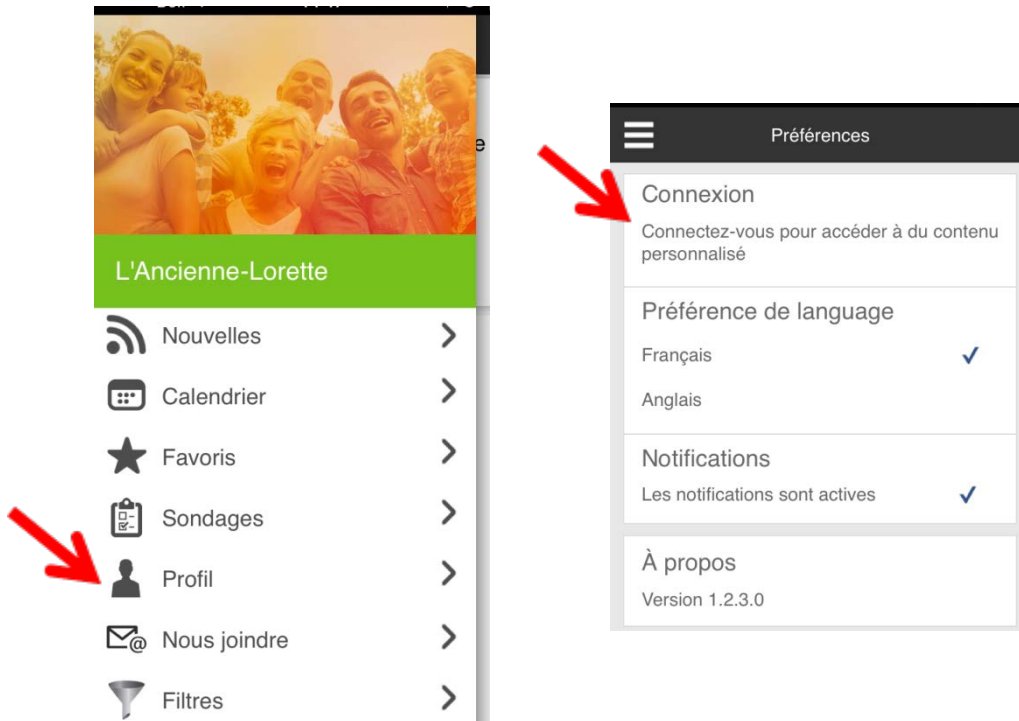 L'Ancienne-Lorette
Nouvelles
Calendrier
Favoris
Sondages
Profil
Nous joindre
Filtres
e
Préférences
Connexion
Connectez-vous pour accéder à du contenu
personnalisé
Préférence de language
Français
Anglais
Notifications
Les notifications sont actives
À propos
Version 1.2.3.0